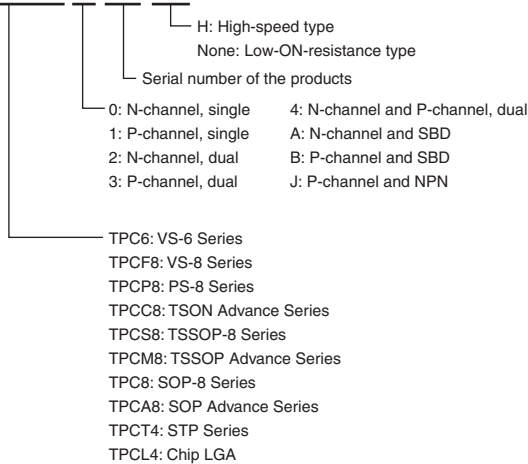 H: High-speed type
None: Low-ON-resistance type
Serial number of the products
0: N-channel, single 4: N-channel and P-channel, dual
1: P-channel, single A: N-channel and SBD
2: N-channel, dual B: P-channel and SBD
3: P-channel, dual J: P-channel and NPN
TPC6: VS-6 Series
TPCF8: VS-8 Series
TPCP8: PS-8 Series
TPCC8: TSON Advance Series
TPCS8: TSSOP-8 Series
TPCM8: TSSOP Advance Series
TPC8: SOP-8 Series
TPCA8: SOP Advance Series
TPCT4: STP Series
TPCL4: Chip LGA